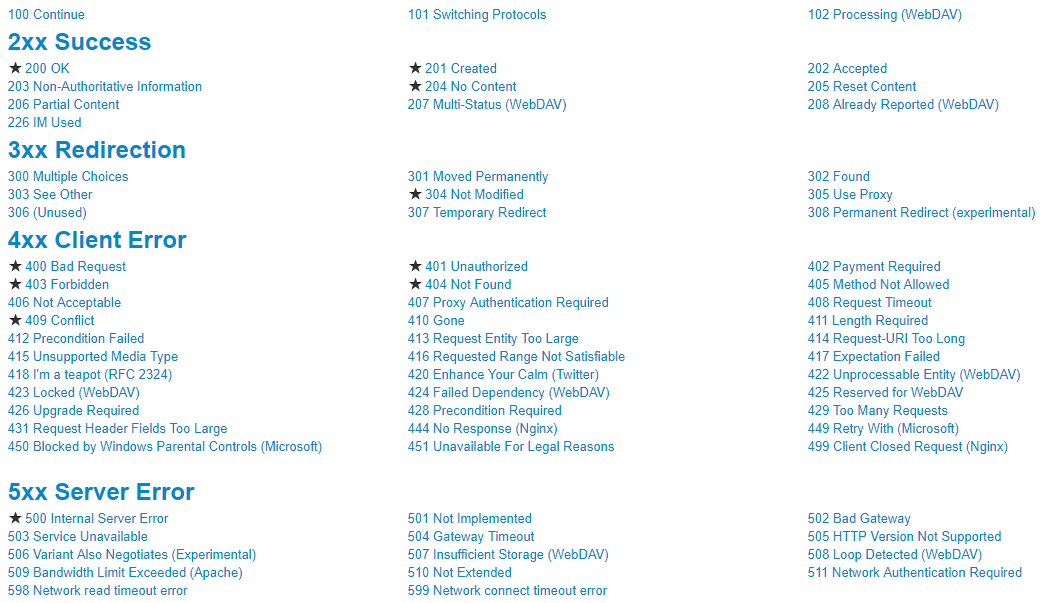 100 Continue 101 Switching Protocols 102 Processing (WebDAV)
2xx Success
★ 200 OK ★ 201 Created 202 Accepted
203 Non-Authoritative Information ★ 204 No Content 205 Reset Content
206 Partial Content 207 Multi-Status (WebDAV) 208 Already Reported (WebDAV)
226 IM Used
3xx Redirection
300 Multiple Choices 301 Moved Permanently 302 Found
303 See Other ★ 304 Not Modified 305 Use Proxy
306 (Unused) 307 Temporary Redirect 308 Permanent Redirect (experimental)
4xx Client Error
★ 400 Bad Request ★ 401 Unauthorized 402 Payment Required
★ 403 Forbidden ★ 404 Not Found 405 Method Not Allowed
406 Not Acceptable 407 Proxy Authentication Required 408 Request Timeout
★ 409 Conflict 410 Gone 411 Length Required
412 Precondition Failed 413 Request Entity Too Large 414 Request-URI Too Long
415 Unsupported Media Type 416 Requested Range Not Satisfiable 417 Expectation Failed
418 I'm a teapot (RFC 2324) 420 Enhance Your Calm (Twitter) 422 Unprocessable Entity (WebDAV)
423 Locked (WebDAV) 424 Failed Dependency (WebDAV) 425 Reserved for WebDAV
426 Upgrade Required 428 Precondition Required 429 Too Many Requests
431 Request Header Fields Too Large 444 No Response (Nginx) 449 Retry With (Microsoft)
450 Blocked by Windows Parental Controls (Microsoft) 451 Unavailable For Legal Reasons 499 Client Closed Request (Nginx)
5xx Server Error
★ 500 Internal Server Error 501 Not Implemented 502 Bad Gateway
503 Service Unavailable 504 Gateway Timeout 505 HTTP Version Not Supported
506 Variant Also Negotiates (Experimental) 507 Insufficient Storage (WebDAV) 508 Loop Detected (WebDAV)
509 Bandwidth Limit Exceeded (Apache) 510 Not Extended 511 Network Authentication Required
598 Network read timeout error 599 Network connect timeout error